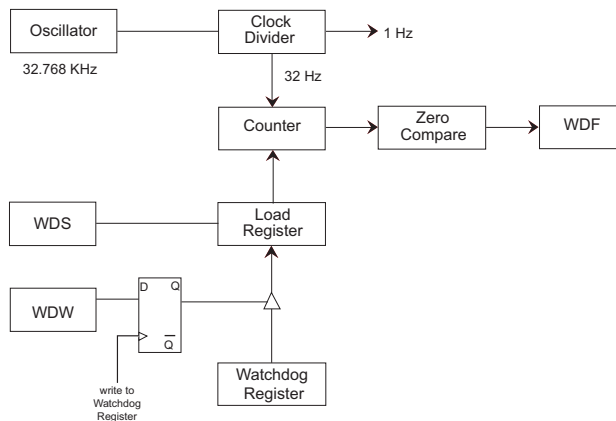 Oscillator
Clock
Divider
1 Hz
32.768 KHz
32 Hz
Counter
Zero
Compare
WDF
WDS
Load
Register
D
Q
WDW
Q
write to
Watchdog
Register
Watchdog
Register